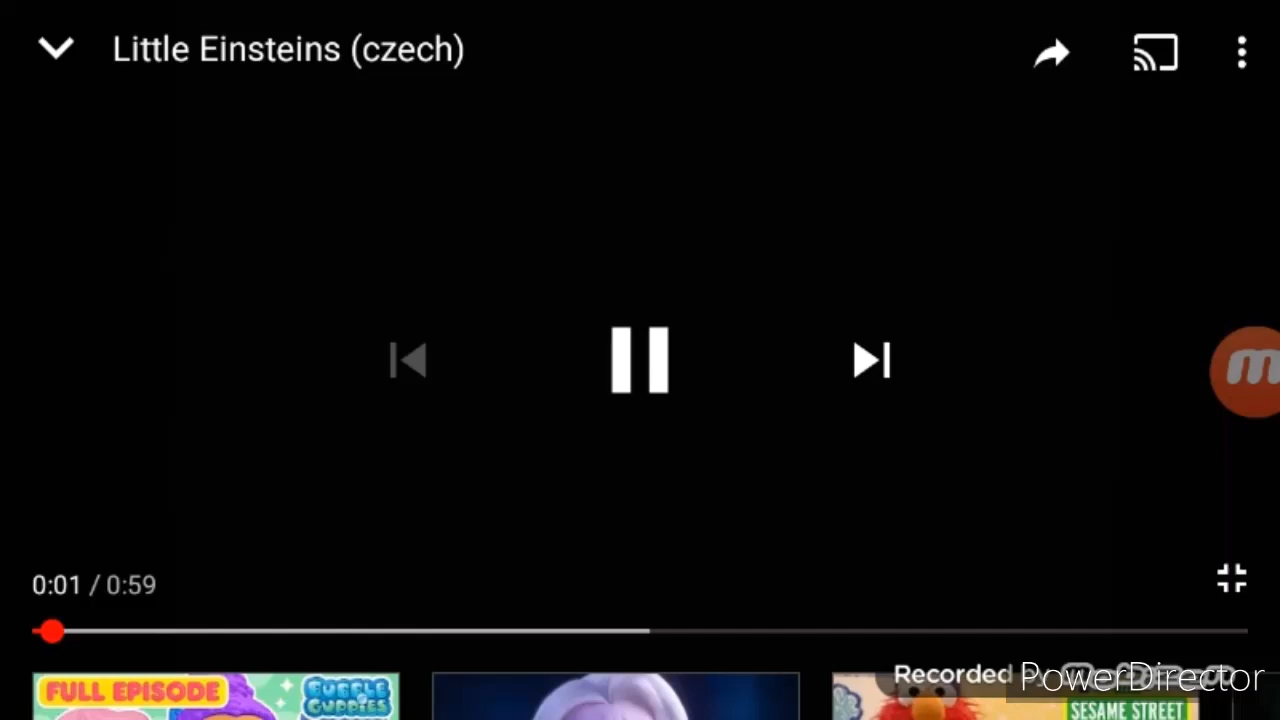 Little Einsteins (czech)
0:01 / 0:59
Recorded
PowerDirector
FULL EPISODE
BUBBLE
GUPPIES
SESAME STREET